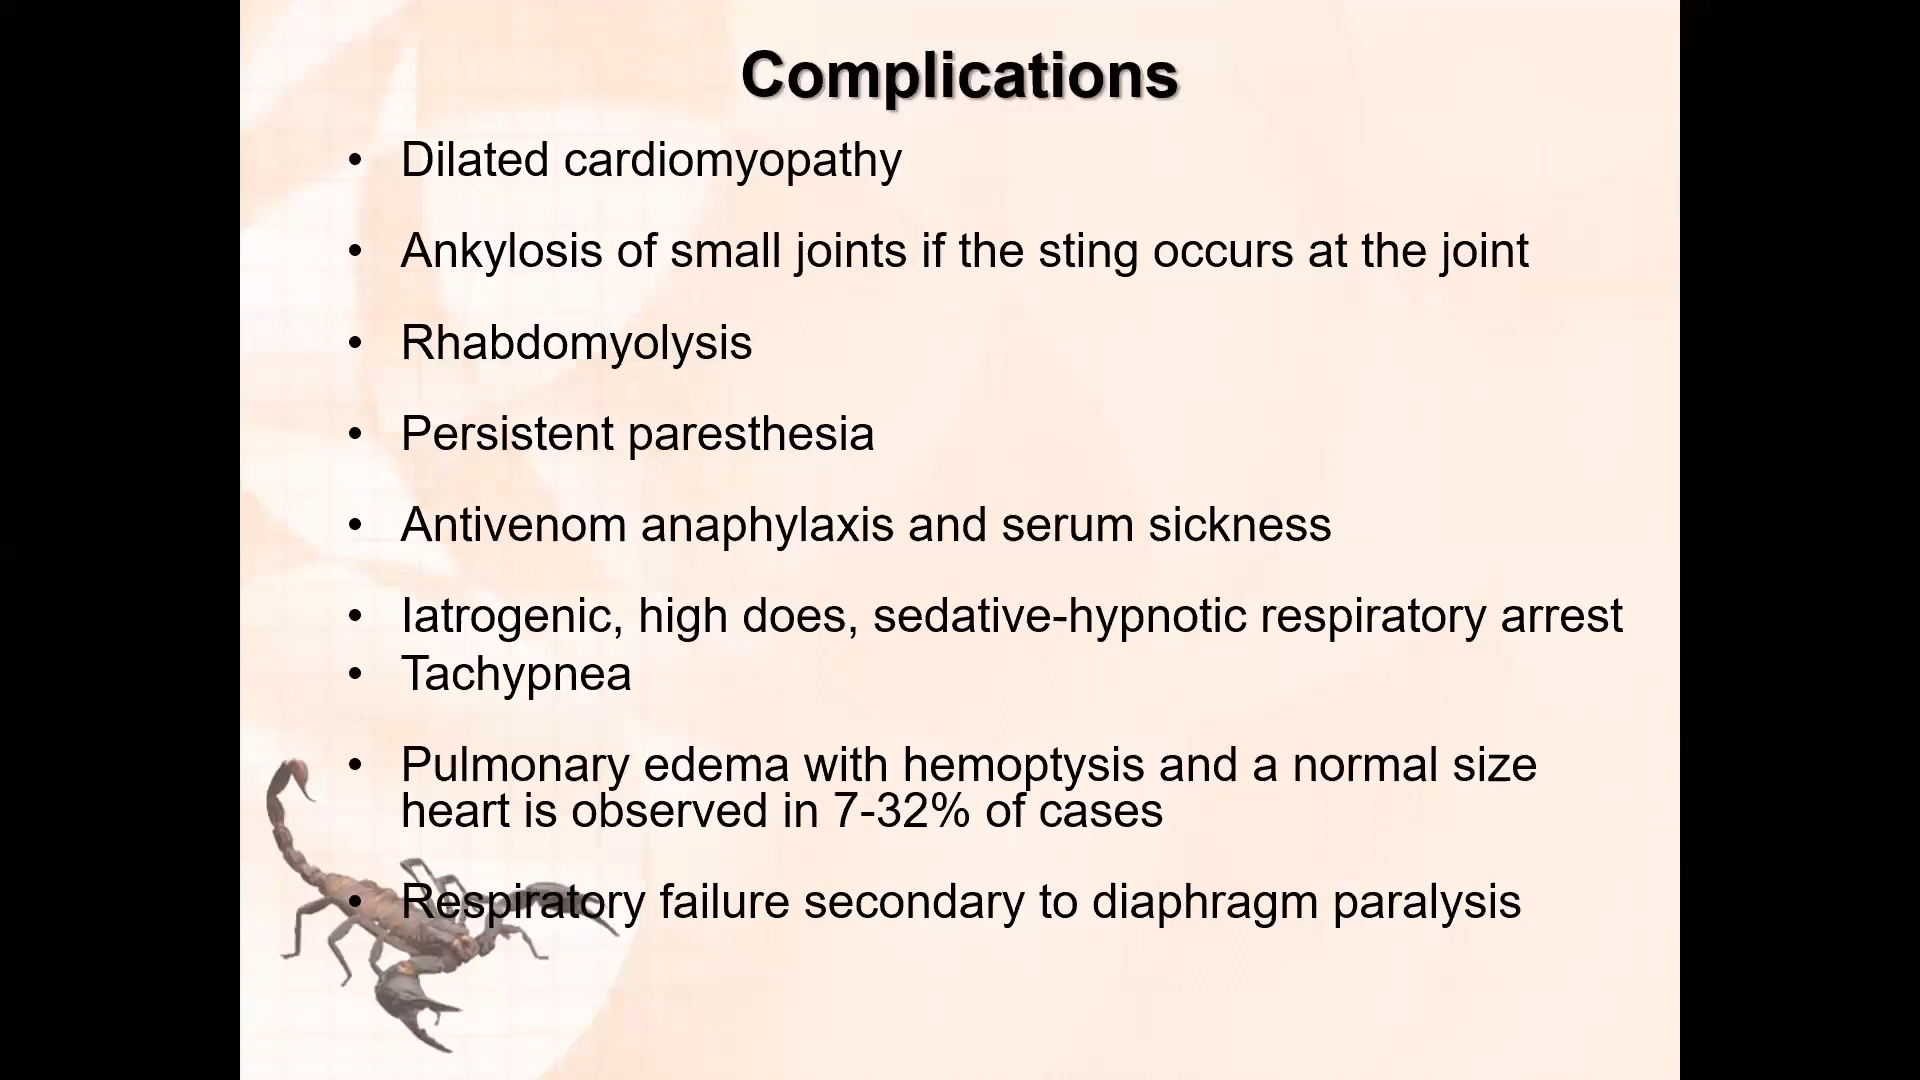 Complications
• Dilated cardiomyopathy
• Ankylosis of small joints if the sting occurs at the joint
• Rhabdomyolysis
• Persistent paresthesia
• Antivenom anaphylaxis and serum sickness
• Iatrogenic, high does, sedative-hypnotic respiratory arrest
• Tachypnea
• Pulmonary edema with hemoptysis and a normal size
heart is observed in 7-32% of cases
• Respiratory failure secondary to diaphragm paralysis